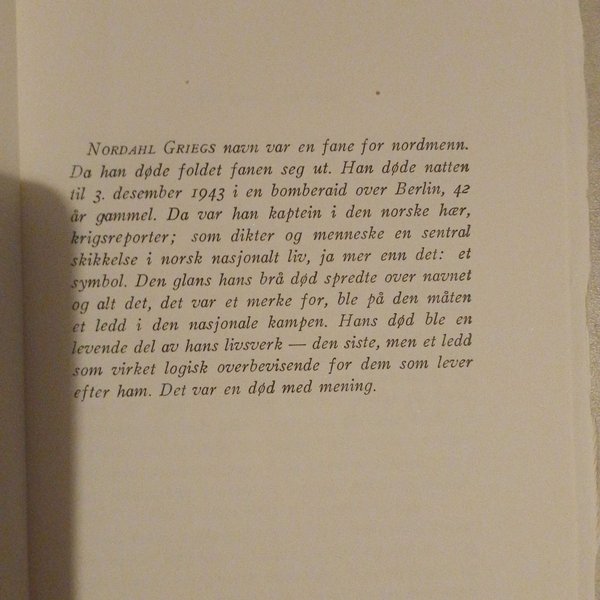 NORDAHL GRIEGS navn var en fane for nordmenn.
Da han døde foldet fanen seg ut. Han døde natten
til 3. desember 1943 i en bomberaid over Berlin, 42
år gammel. Da var han kaptein i den norske hær,
krigsreporter; som dikter og menneske en sentral
skikkelse i norsk nasjonalt liv, ja mer enn det: et
symbol. Den glans hans brå død spredte over navnet
og alt det, det var et merke for, ble på den måten
et ledd i den nasjonale kampen. Hans død ble en
levende del av hans livsverk — den siste, men et ledd
som virket logisk overbevisende for dem som lever
efter ham. Det var en død med mening.